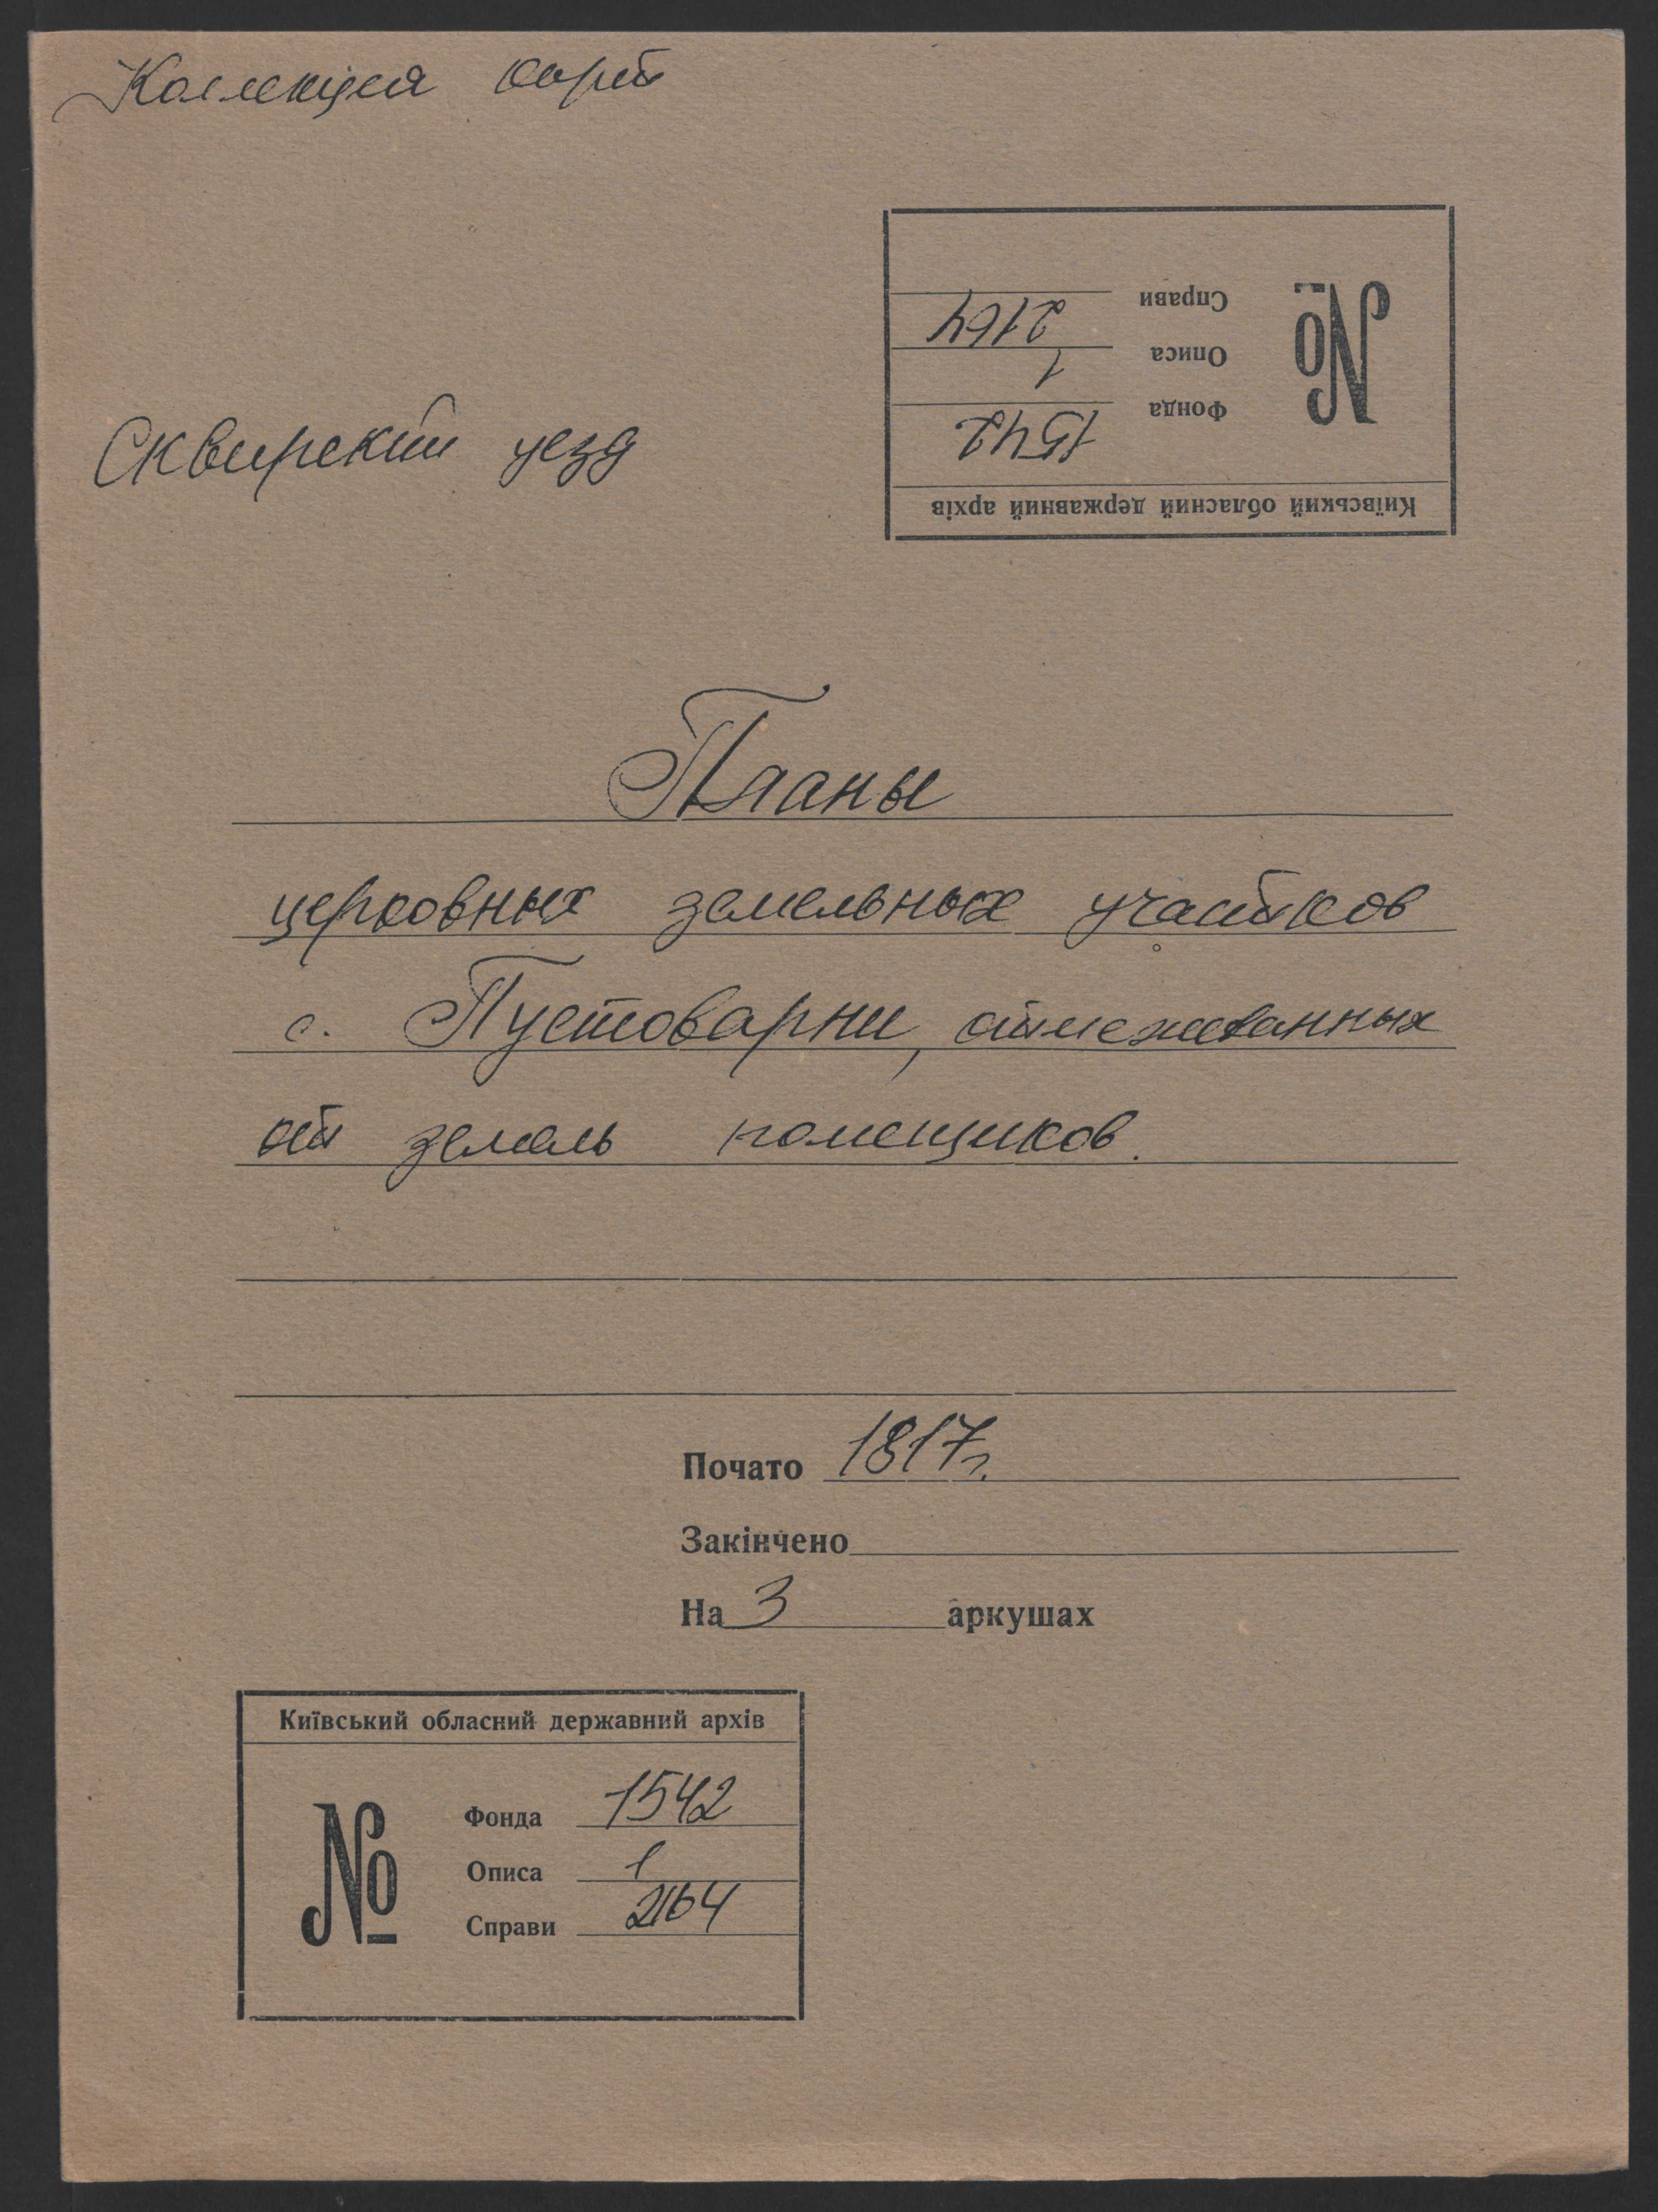 Коллекция карт
Київський обласний державний архів
№
Фонда 1542
Описа 1
Справи 2164
Сквирский уезд
Планы
церковных земельных участков
с. Пустоварни, отмежеванных
от земель помещиков.
Почато 1817 г.
Закінчено
На 3 аркушах
Київський обласний державний архів
№
Фонда 1542
Описа 1
Справи 2164